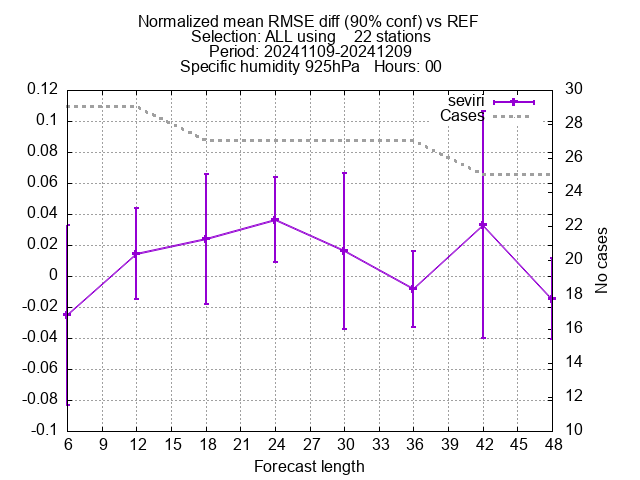 Normalized mean RMSE diff (90% conf) vs REF
Selection: ALL using    22 stations
Period: 20241109-20241209
Specific humidity 925hPa   Hours: 00
seviri
Cases
0.12
0.1
0.08
0.06
0.04
0.02
0
-0.02
-0.04
-0.06
-0.08
-0.1
30
28
26
24
22
20
18
16
14
12
10
No cases
6 9 12 15 18 21 24 27 30 33 36 39 42 45 48
Forecast length